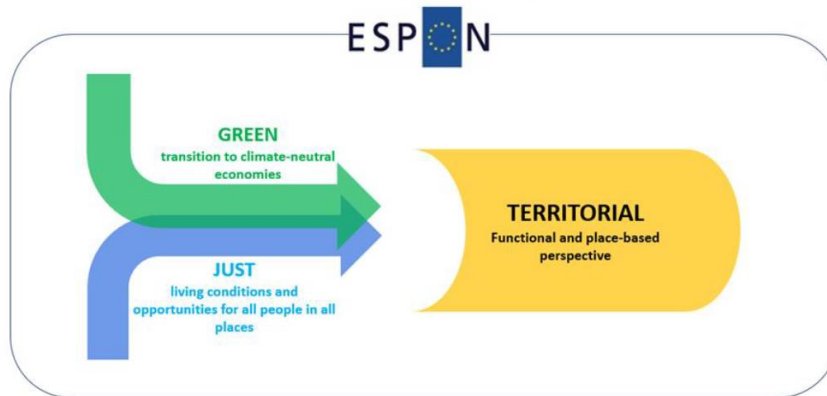 ESPON
GREEN
transition to climate-neutral
economies
JUST
living conditions and
opportunities for all people in all
places
TERRITORIAL
Functional and place-based
perspective